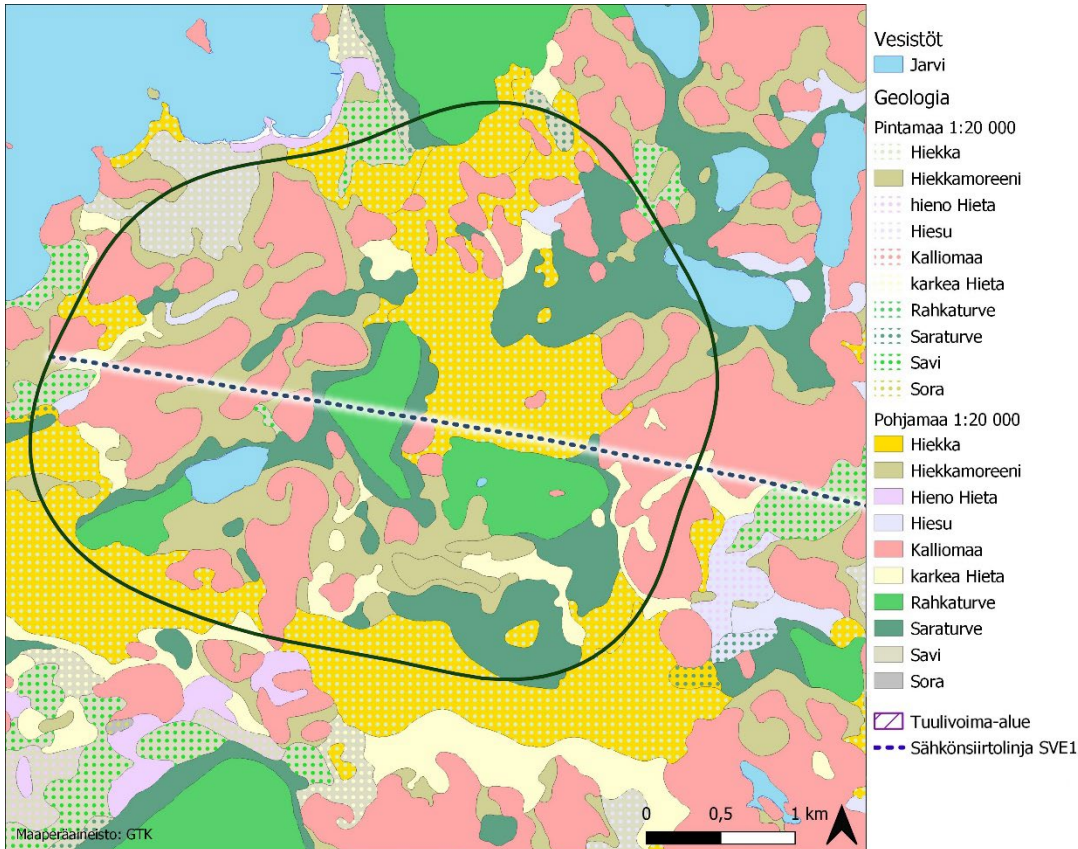 Vesistöt
Jarvi
Geologia
Pintamaa 1:20 000
Hiekka
Hiekkamoreeni
hieno Hieta
Hiesu
Kalliomaa
karkea Hieta
Rahkaturve
Saraturve
Savi
Sora
Pohjamaa 1:20 000
Hiekka
Hiekkamoreeni
Hieno Hieta
Hiesu
Kalliomaa
karkea Hieta
Rahkaturve
Saraturve
Savi
Sora
Tuulivoima-alue
Sähkönsiirtolinja SVE1
0 0,5 1 km
Maaperäaineisto: GTK